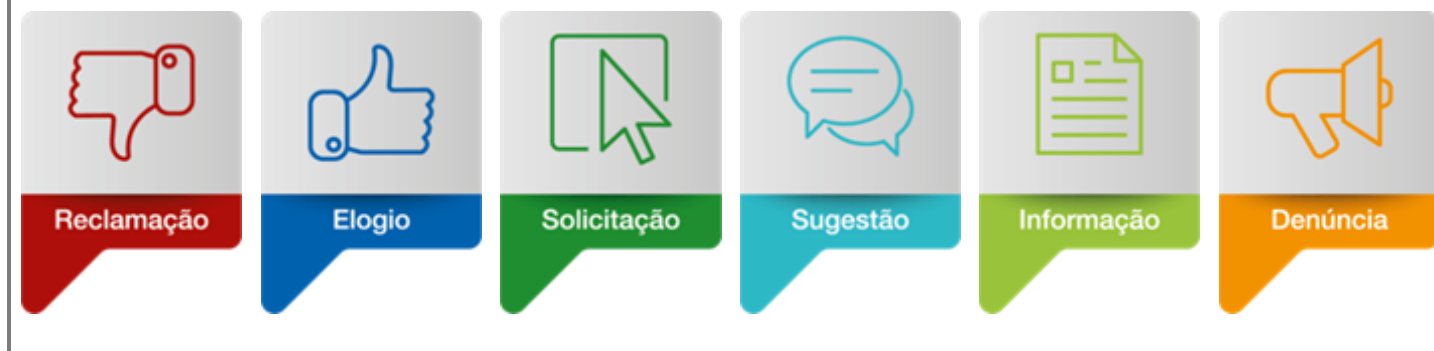 Reclamação
Elogio
Solicitação
Sugestão
Informação
Denúncia